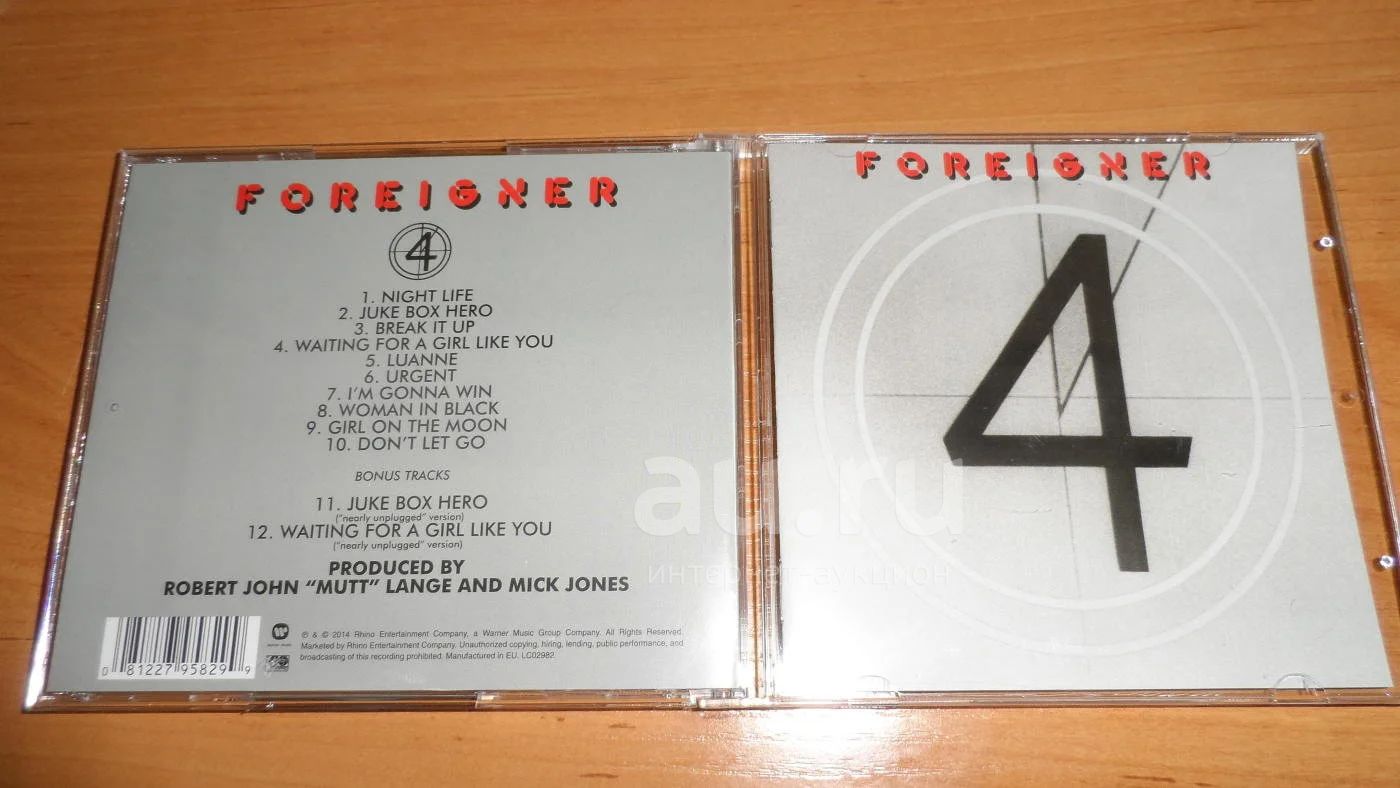 FOREIGNER
4
1. NIGHT LIFE
2. JUKE BOX HERO
3. BREAK IT UP
4. WAITING FOR A GIRL LIKE YOU
5. LUANNE
6. URGENT
7. I'M GONNA WIN
8. WOMAN IN BLACK
9. GIRL ON THE MOON
10. DON'T LET GO
BONUS TRACKS
11. JUKE BOX HERO
("nearly unplugged" version)
12. WAITING FOR A GIRL LIKE YOU
("nearly unplugged" version)
PRODUCED BY
ROBERT JOHN "MUTT" LANGE AND MICK JONES
0 81227 95829 9
℗ & © 2014 Rhino Entertainment Company, a Warner Music Group Company. All Rights Reserved.
Marketed by Rhino Entertainment Company. Unauthorized copying, hiring, lending, public performance, and
broadcasting of this recording prohibited. Manufactured in EU. LC02982.
FOREIGNER
4
au.ru
интернет-аукцион